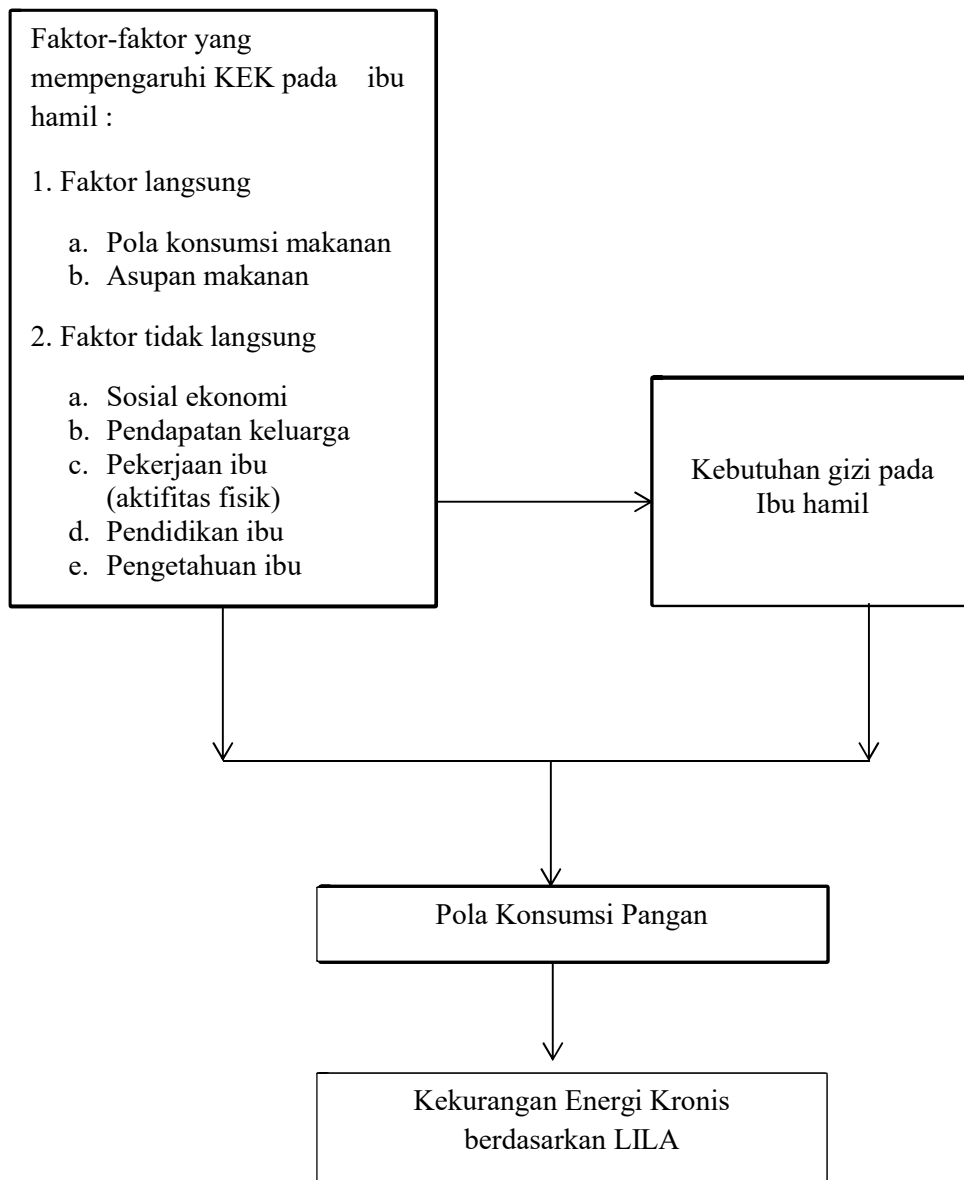 Faktor-faktor yang
mempengaruhi KEK pada ibu
hamil :
1. Faktor langsung
a. Pola konsumsi makanan
b. Asupan makanan
2. Faktor tidak langsung
a. Sosial ekonomi
b. Pendapatan keluarga
c. Pekerjaan ibu
(aktifitas fisik)
d. Pendidikan ibu
e. Pengetahuan ibu
Kebutuhan gizi pada
Ibu hamil
Pola Konsumsi Pangan
Kekurangan Energi Kronis
berdasarkan LILA